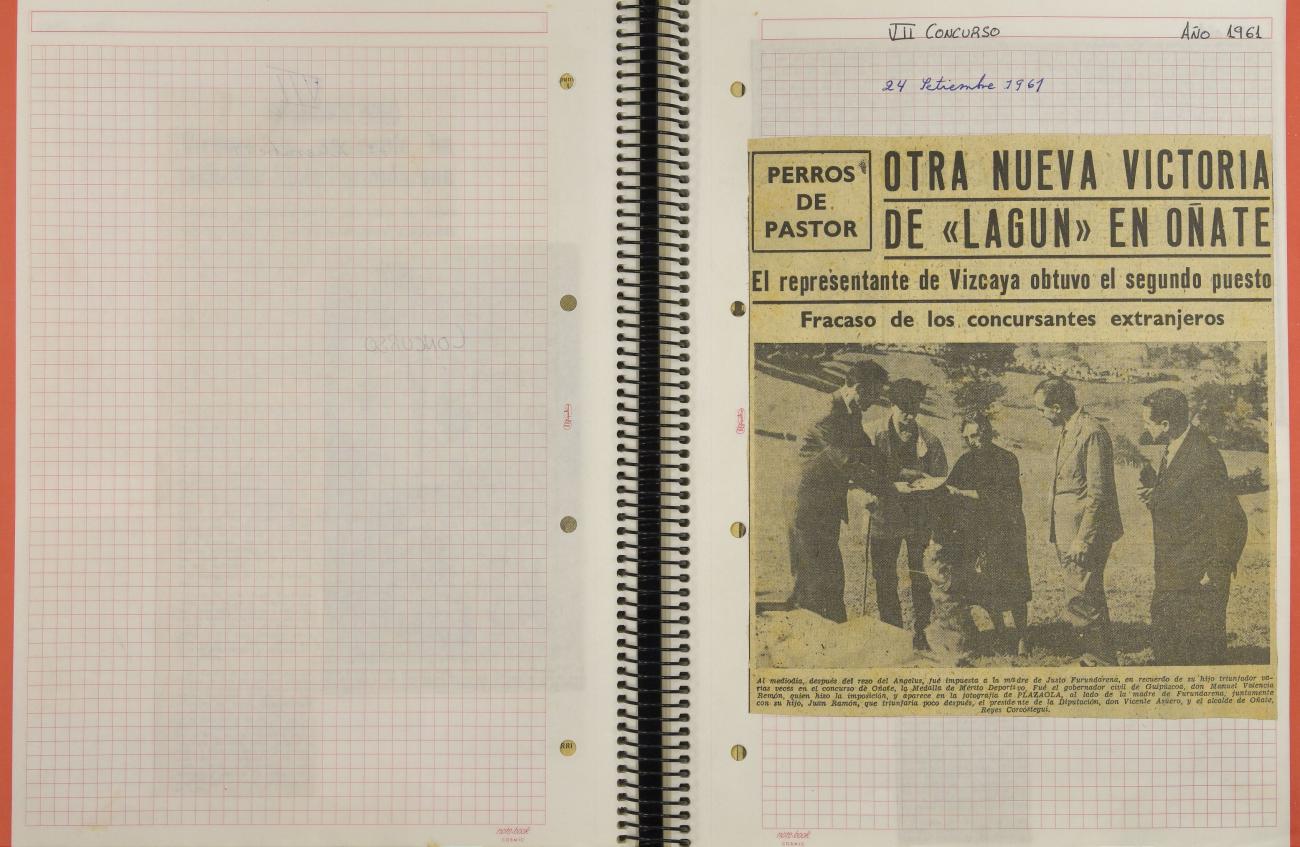 VII CONCURSO
AÑO 1961
24 Setiembre 1961
PERROS
DE
PASTOR
OTRA NUEVA VICTORIA
DE «LAGUN» EN OÑATE
El representante de Vizcaya obtuvo el segundo puesto
Fracaso de los concursantes extranjeros
Al mediodía, después del rezo del Angelus, fué impuesta a la madre de Justo Furundarena, en recuerdo de su hijo triunfador va-
rias veces en el concurso de Oñate, la Medalla de Mérito Deportivo. Fué el gobernador civil de Guipúzcoa, don Manuel Valencia
Remón, quien hizo la imposición, y aparece en la fotografía de PLAZAOLA, al lado de la madre de Furundarena, juntamente
con su hijo, Juan Ramón, que triunfaría poco después, el presidente de la Diputación, don Vicente Asuero, y el alcalde de Oñate,
Reyes Corcóstegui.
note-book
note-book